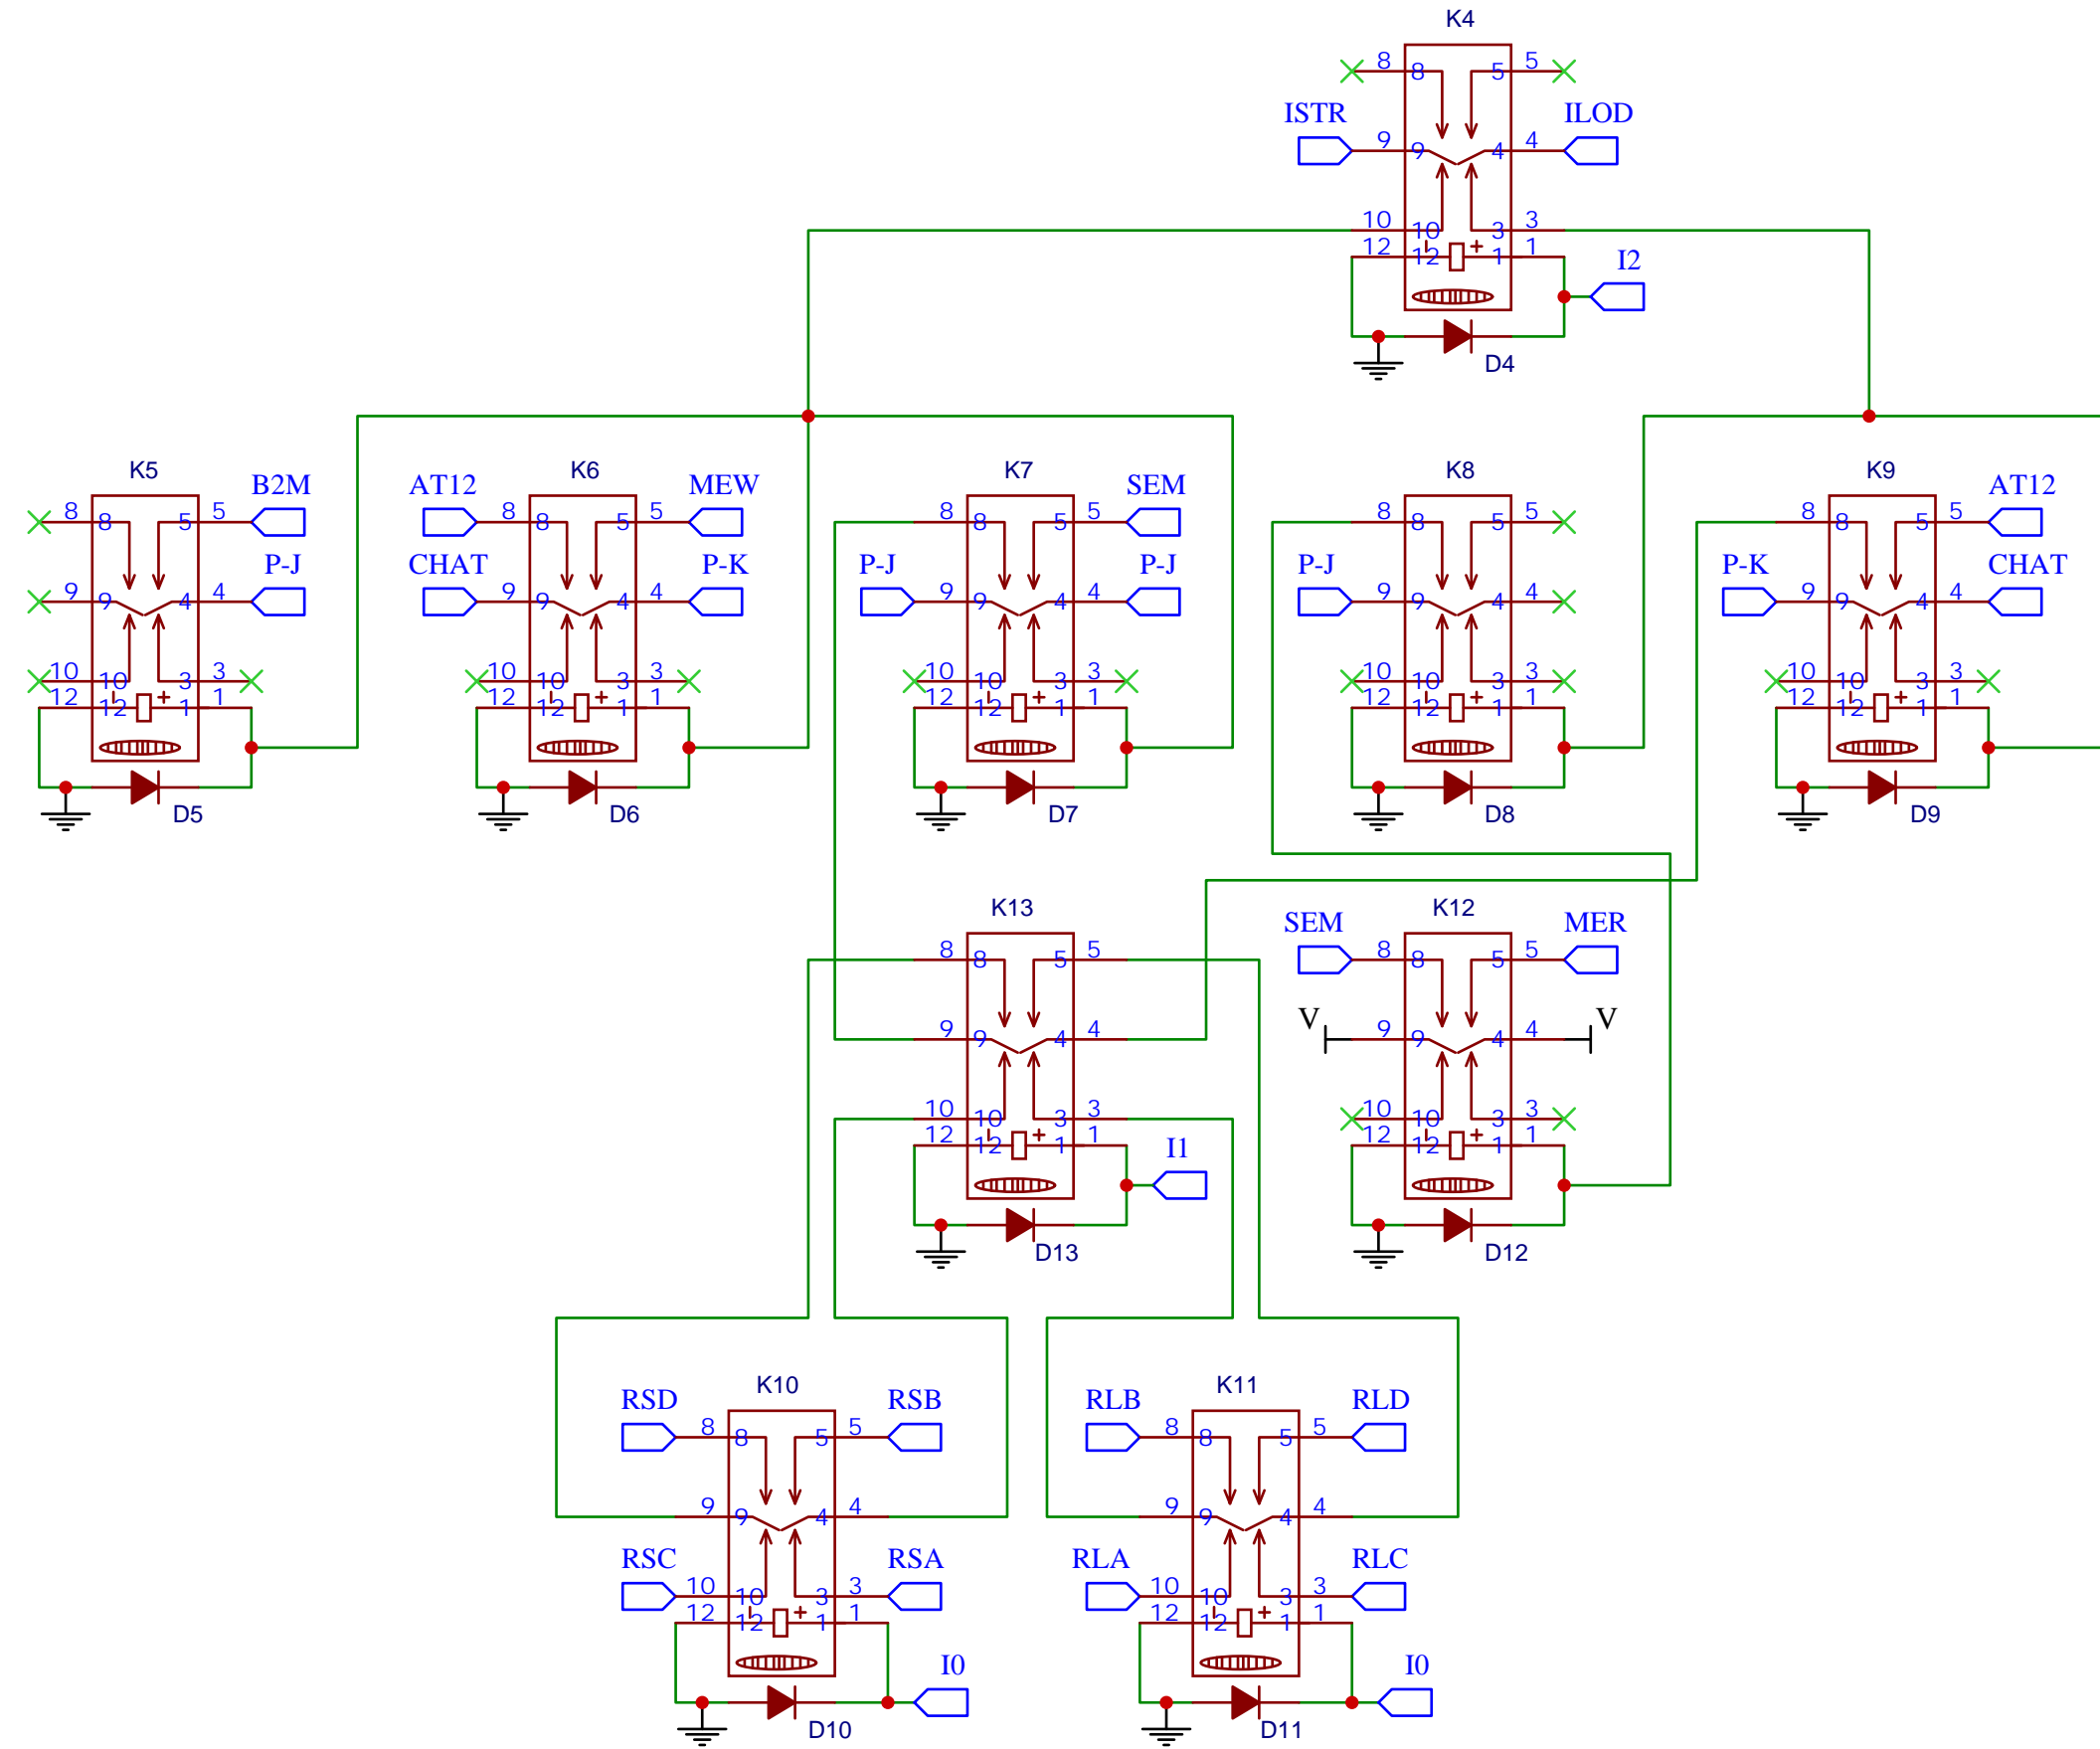 K4
8 8 5 5
ISTR ILOD
9 9 4 4
10 10 3 3
12 12 + 1 1
I2
D4
K5 K6 K7 K8 K9
B2M AT12 MEW SEM AT12
8 8 5 5 8 8 5 5 8 8 5 5 8 8 5 5 8 8 5 5
P-J CHAT P-K P-J P-J P-J P-K CHAT
9 9 4 4 9 9 4 4 9 9 4 4 9 9 4 4 9 9 4 4
10 10 3 3 10 10 3 3 10 10 3 3 10 10 3 3 10 10 3 3
12 12 + 1 1 12 12 + 1 1 12 12 + 1 1 12 12 + 1 1 12 12 + 1 1
D5 D6 D7 D8 D9
K13 K12
SEM MER
8 8 5 5 8 8 5 5
V V
9 9 4 4 9 9 4 4
10 10 3 3 10 10 3 3
12 12 + 1 1 12 12 + 1 1
I1
D13 D12
K10 K11
RSD RSB RLB RLD
8 8 5 5 8 8 5 5
9 9 4 4 9 9 4 4
RSC RSA RLA RLC
10 10 3 3 10 10 3 3
12 12 + 1 1 12 12 + 1 1
I0 I0
D10 D11